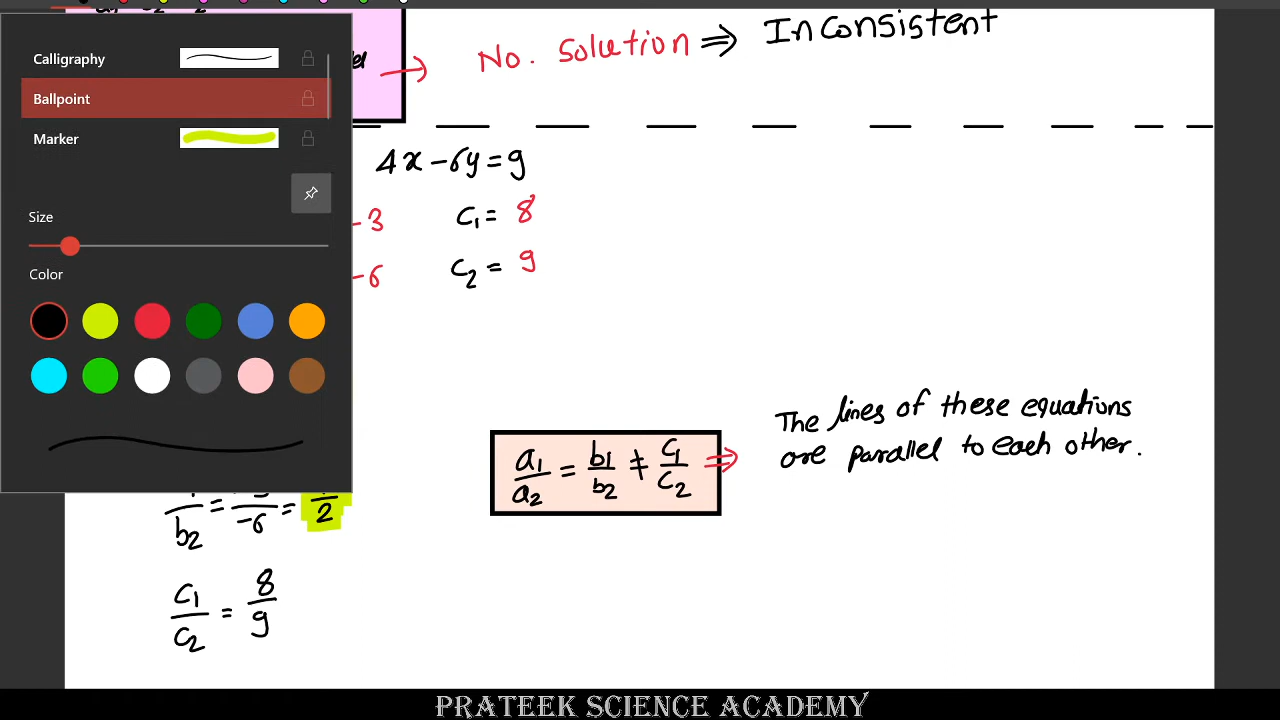 No. Solution ⇒ Inconsistent
Calligraphy
Ballpoint
Marker
Size
Color
4x - 6y = 9
-3
c₁ = 8
-6
c₂ = 9
The lines of these equations
are parallel to each other.
a₁/a₂ = b₁/b₂ ≠ c₁/c₂ ⇒
b₂ = -6 = 2
c₁/c₂ = 8/9
PRATEEK SCIENCE ACADEMY